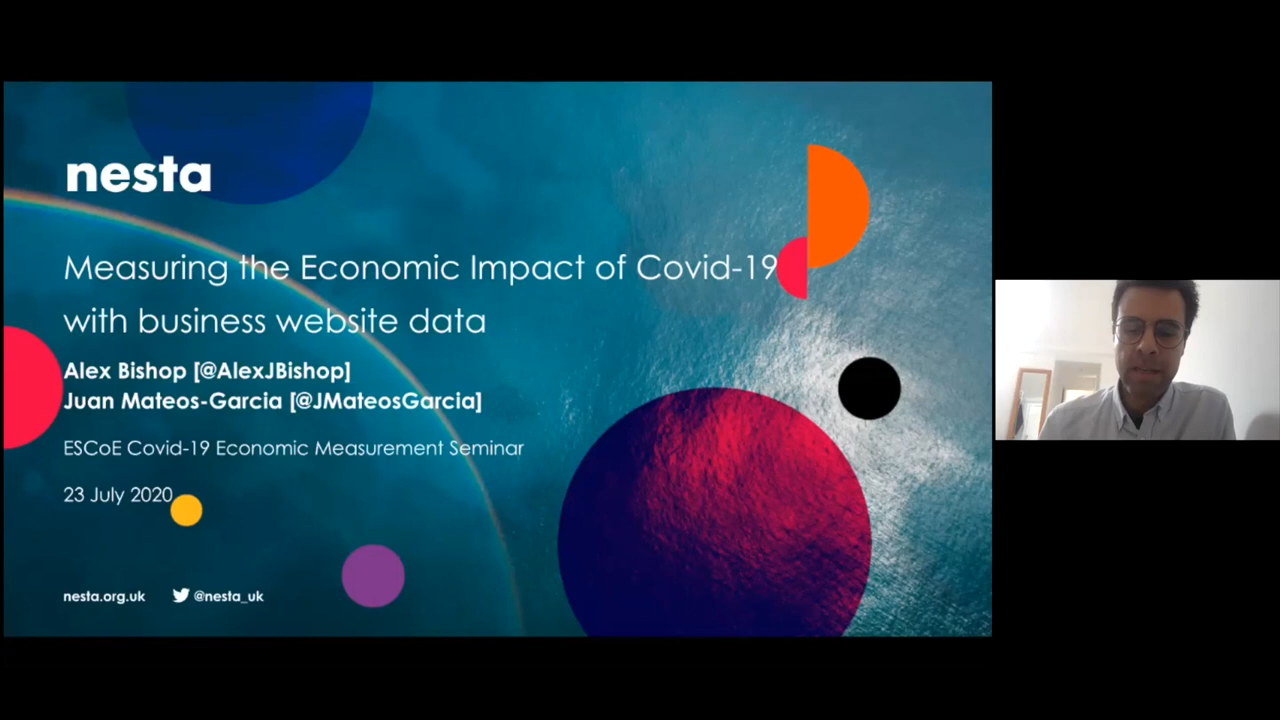 nesta
Measuring the Economic Impact of Covid-19
with business website data
Alex Bishop [@AlexJBishop]
Juan Mateos-Garcia [@JMateosGarcia]
ESCoE Covid-19 Economic Measurement Seminar
23 July 2020
nesta.org.uk @nesta_uk